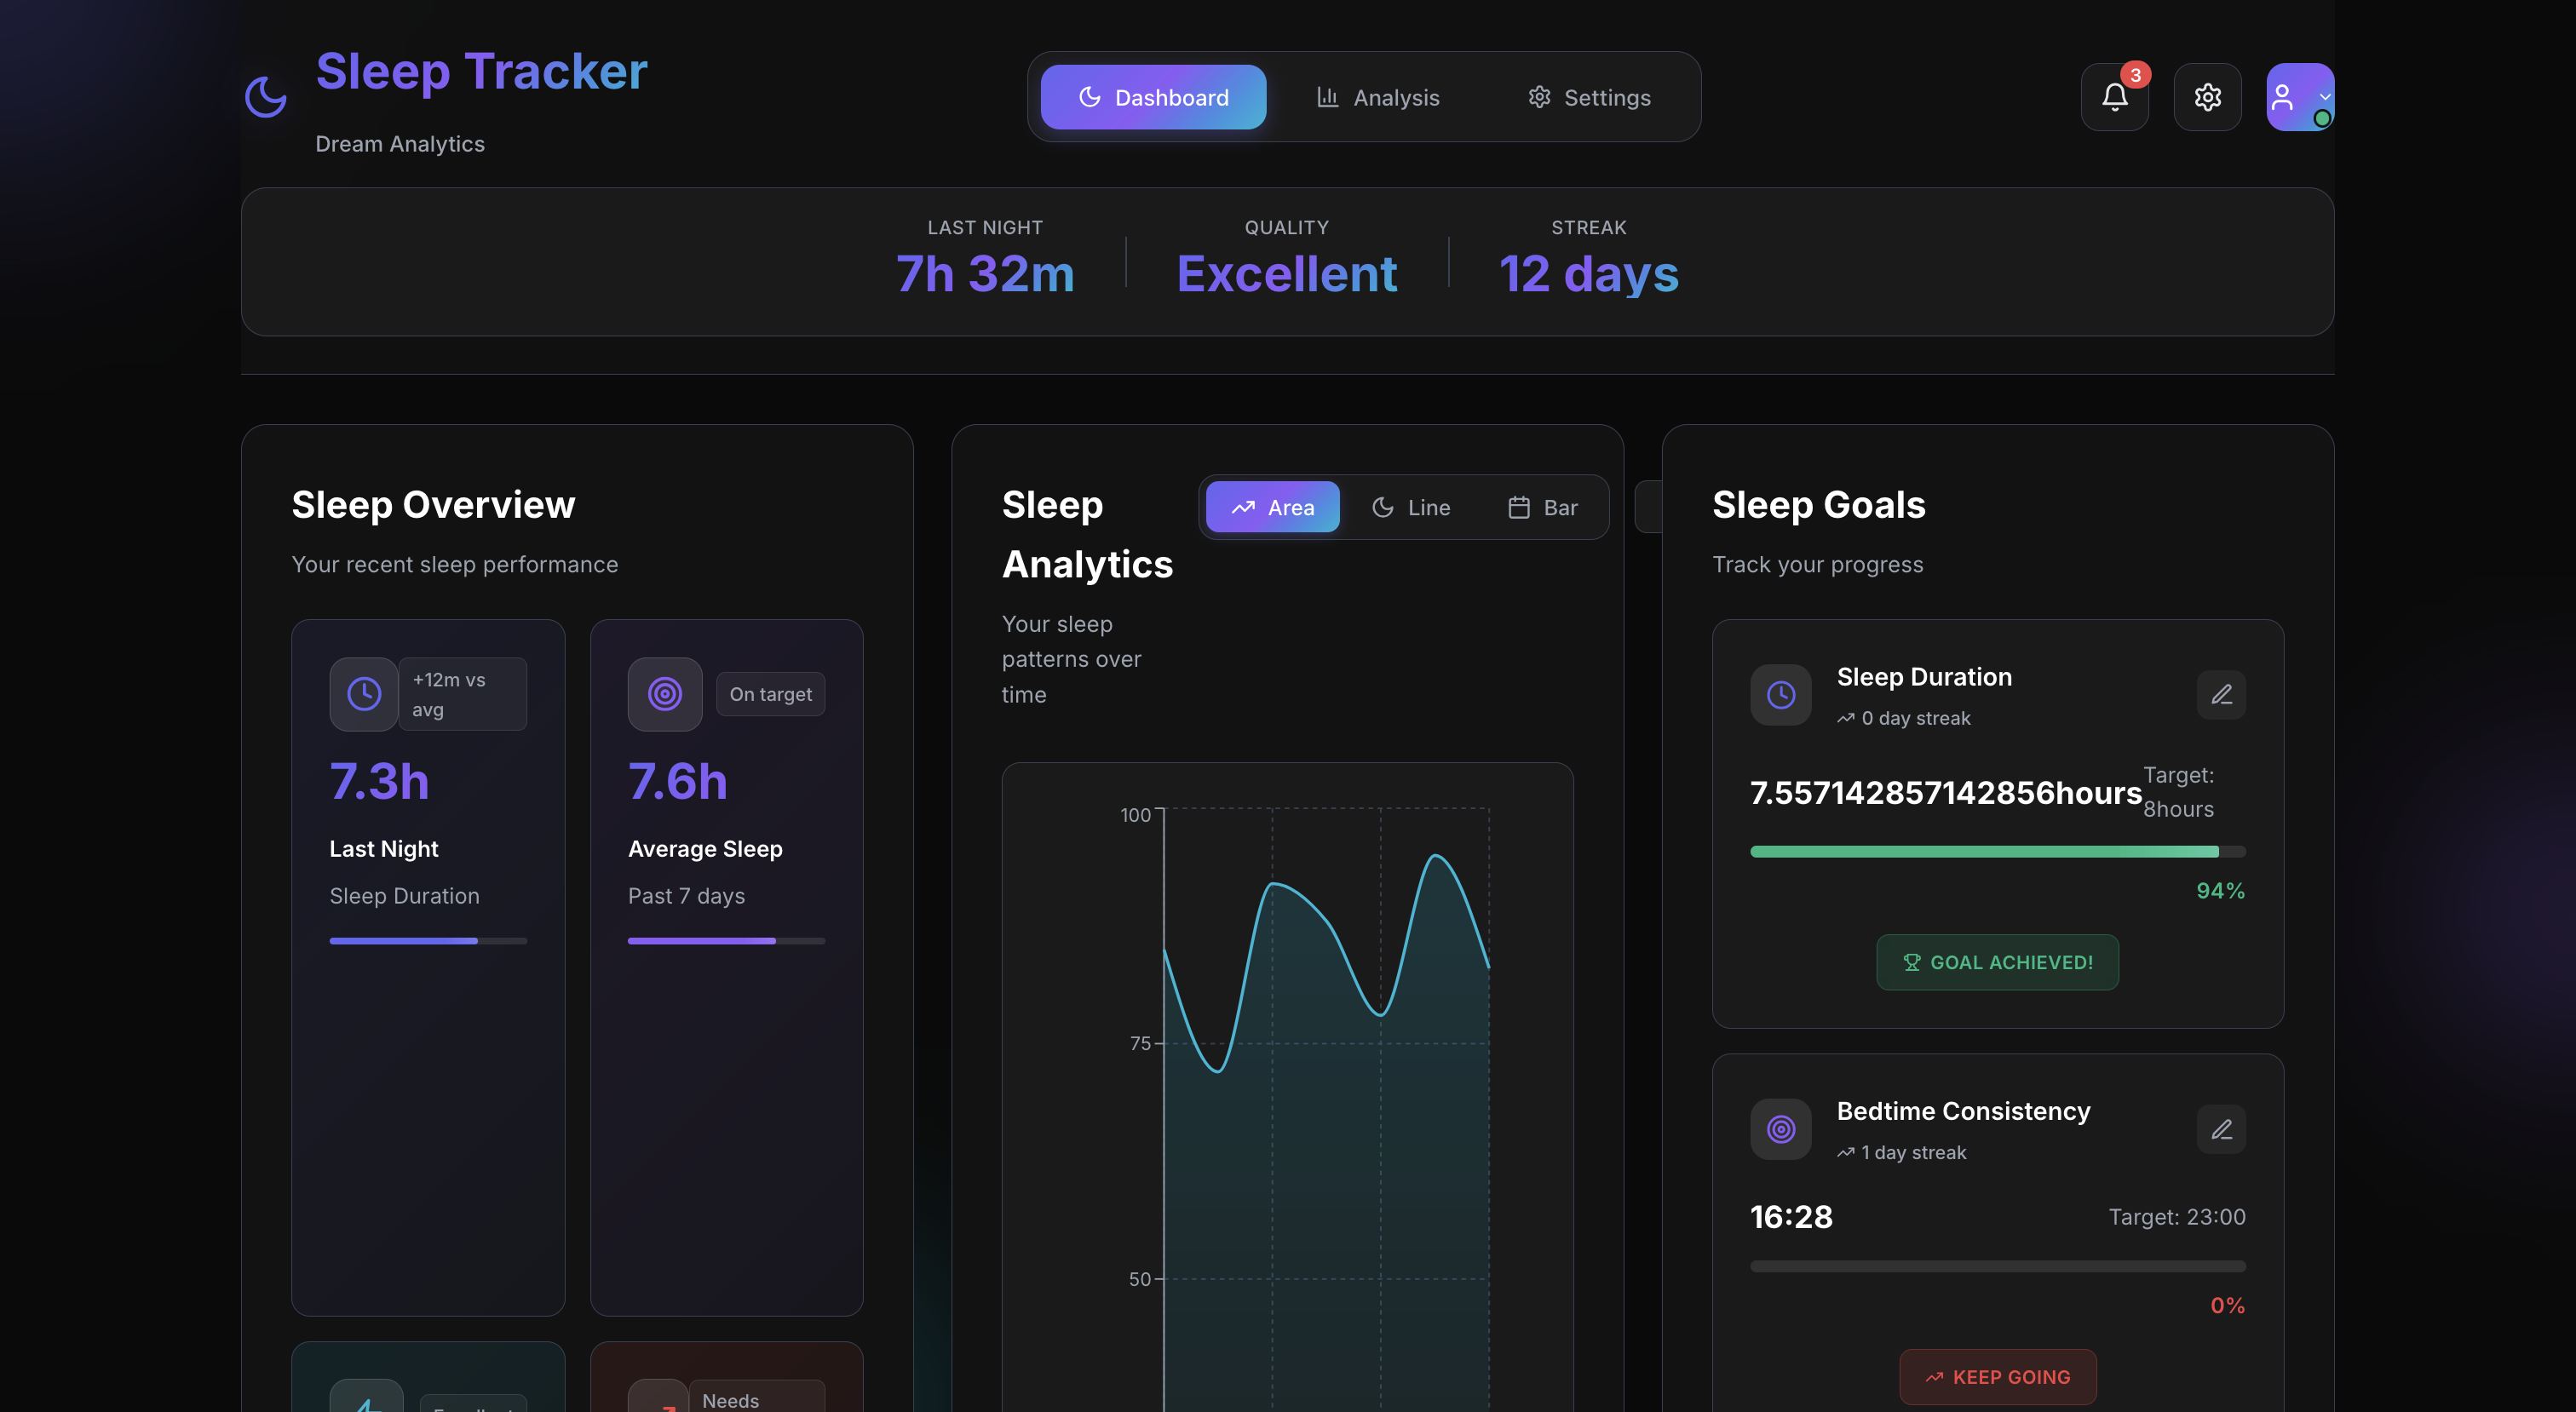 Sleep Tracker
Dream Analytics
Dashboard
Analysis
Settings
3
LAST NIGHT
7h 32m
QUALITY
Excellent
STREAK
12 days
Sleep Overview
Your recent sleep performance
+12m vs
avg
7.3h
Last Night
Sleep Duration
On target
7.6h
Average Sleep
Past 7 days
Needs
Sleep
Analytics
Your sleep
patterns over
time
Area
Line
Bar
100
75
50
Sleep Goals
Track your progress
Sleep Duration
0 day streak
7.557142857142856hours
Target:
8hours
94%
GOAL ACHIEVED!
Bedtime Consistency
1 day streak
16:28
Target: 23:00
0%
KEEP GOING